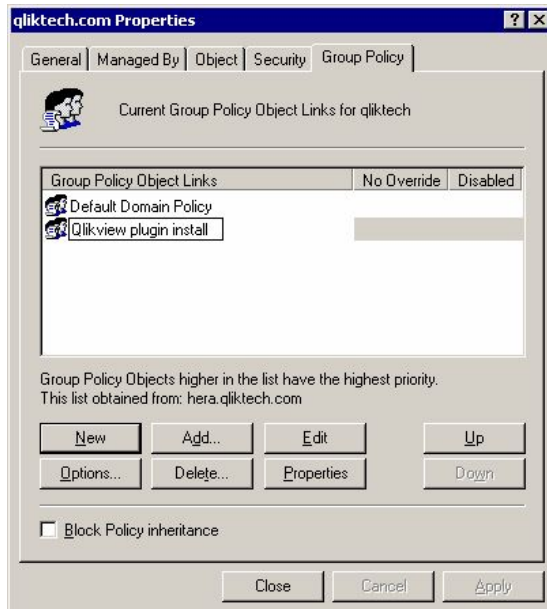 qliktech.com Properties
General Managed By Object Security Group Policy
Current Group Policy Object Links for qliktech
Group Policy Object Links No Override Disabled
Default Domain Policy
Qlikview plugin install
Group Policy Objects higher in the list have the highest priority.
This list obtained from: hera.qliktech.com
New Add... Edit Up
Options... Delete... Properties Down
Block Policy inheritance
Close Cancel Apply